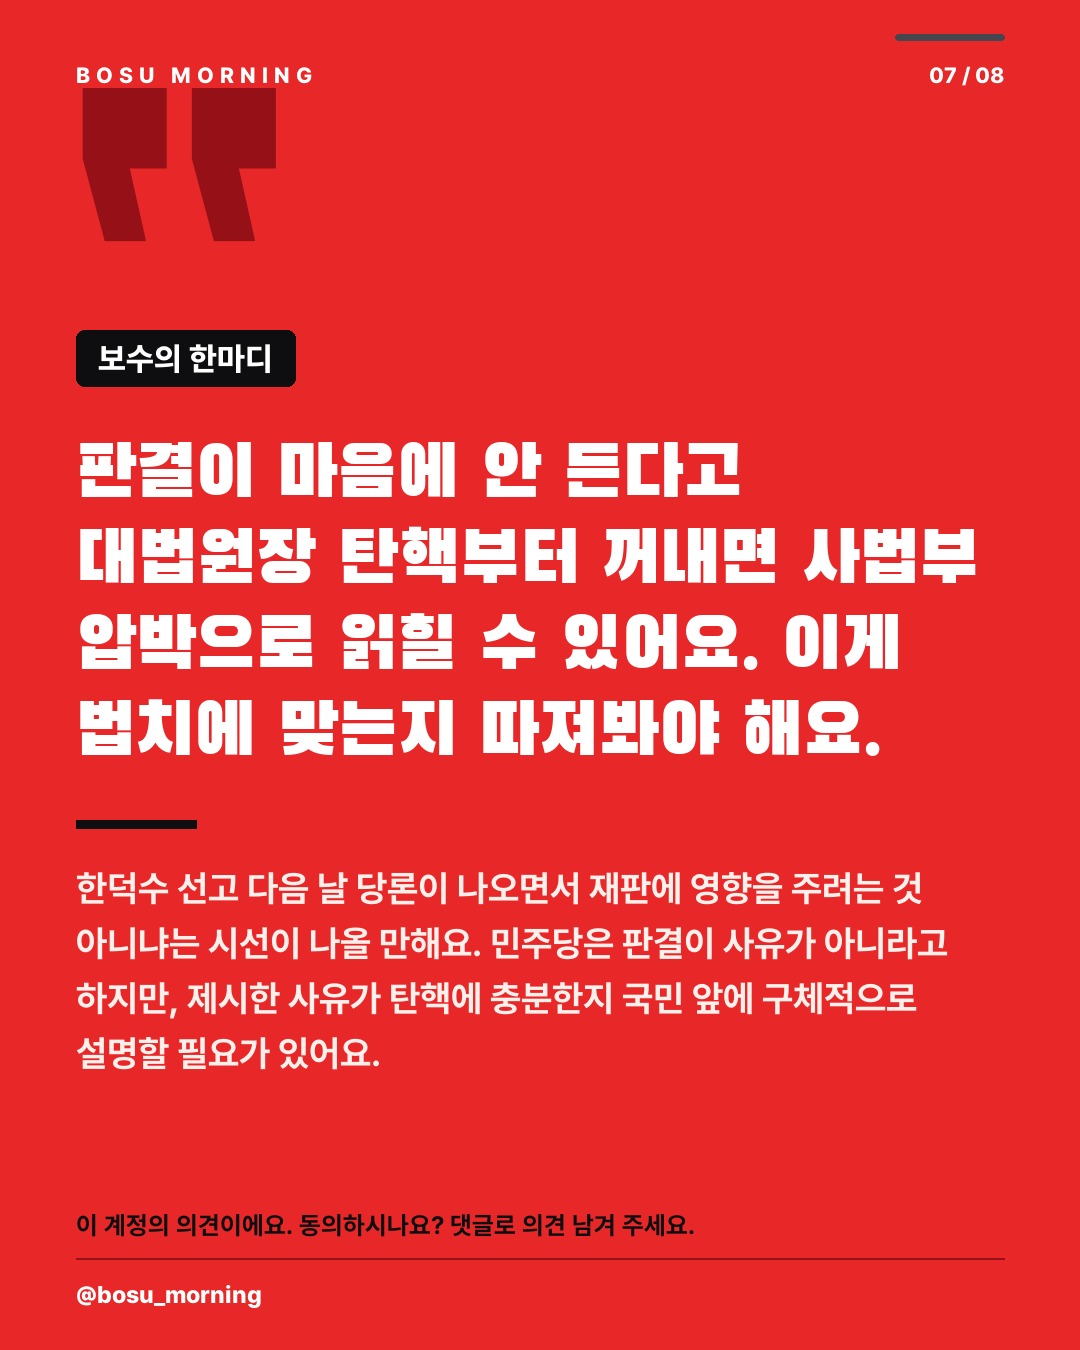 BOSU MORNING
07 / 08
보수의 한마디
판결이 마음에 안 든다고
대법원장 탄핵부터 꺼내면 사법부
압박으로 읽힐 수 있어요. 이게
법치에 맞는지 따져봐야 해요.
한덕수 선고 다음 날 당론이 나오면서 재판에 영향을 주려는 것
아니냐는 시선이 나올 만해요. 민주당은 판결이 사유가 아니라고
하지만, 제시한 사유가 탄핵에 충분한지 국민 앞에 구체적으로
설명할 필요가 있어요.
이 계정의 의견이에요. 동의하시나요? 댓글로 의견 남겨 주세요.
@bosu_morning